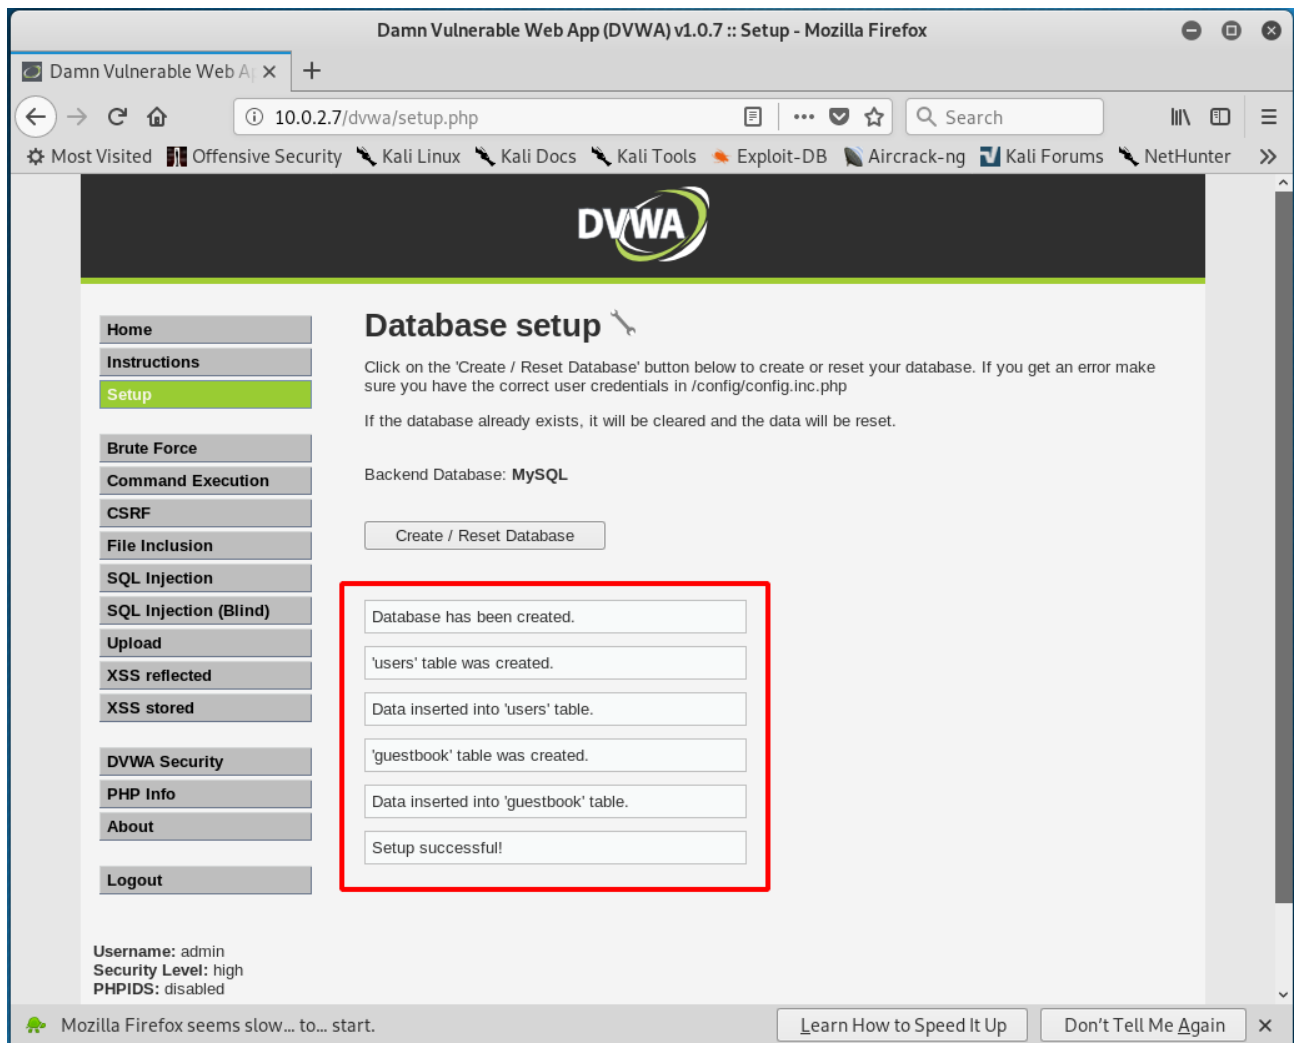 Damn Vulnerable Web App (DVWA) v1.0.7 :: Setup - Mozilla Firefox
Damn Vulnerable Web Ap
10.0.2.7/dvwa/setup.php
Search
Most Visited Offensive Security Kali Linux Kali Docs Kali Tools Exploit-DB Aircrack-ng Kali Forums NetHunter
DVWA
Home
Instructions
Setup
Brute Force
Command Execution
CSRF
File Inclusion
SQL Injection
SQL Injection (Blind)
Upload
XSS reflected
XSS stored
DVWA Security
PHP Info
About
Logout
Username: admin
Security Level: high
PHPIDS: disabled
Database setup
Click on the 'Create / Reset Database' button below to create or reset your database. If you get an error make
sure you have the correct user credentials in /config/config.inc.php
If the database already exists, it will be cleared and the data will be reset.
Backend Database: MySQL
Create / Reset Database
Database has been created.
'users' table was created.
Data inserted into 'users' table.
'guestbook' table was created.
Data inserted into 'guestbook' table.
Setup successful!
Mozilla Firefox seems slow... to... start.
Learn How to Speed It Up
Don't Tell Me Again